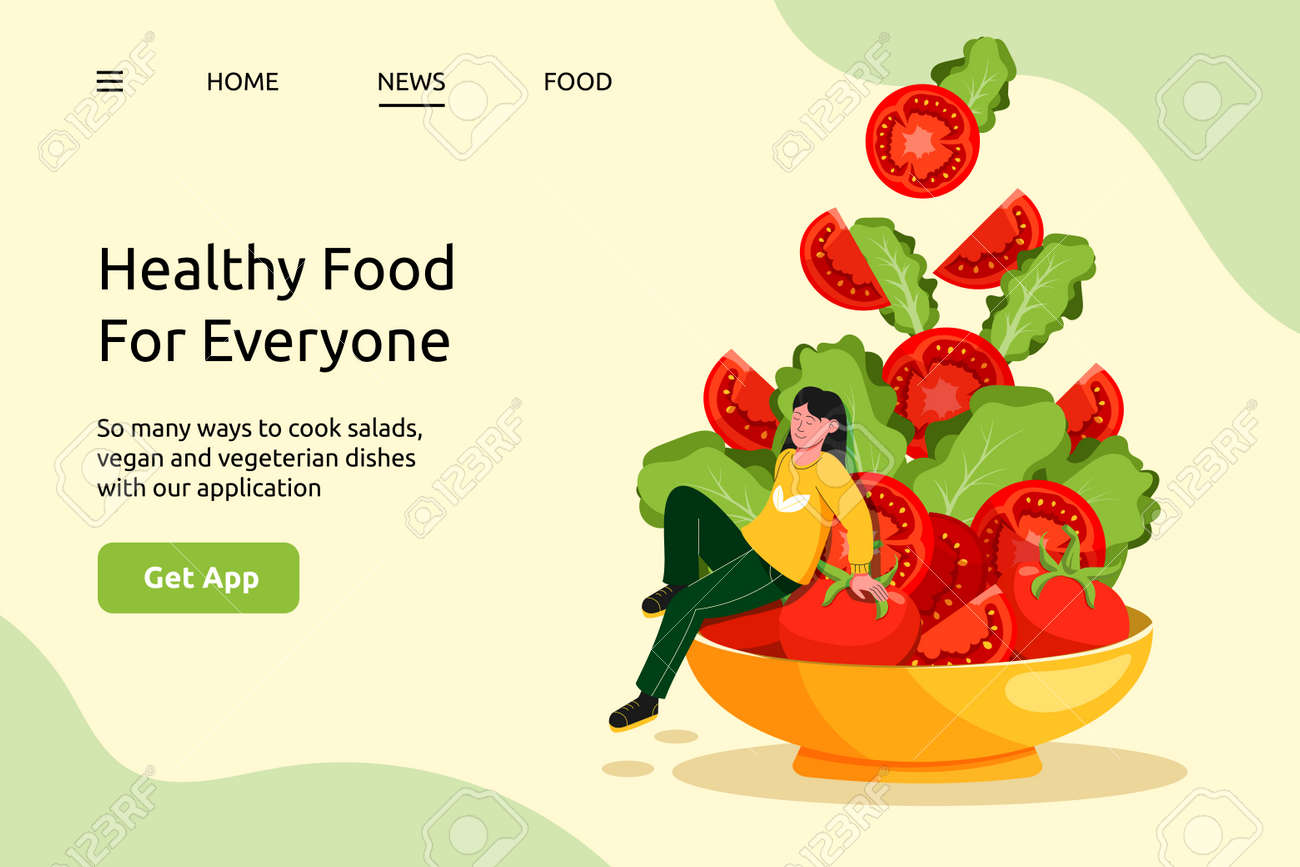 HOME NEWS FOOD
Healthy Food
For Everyone
So many ways to cook salads,
vegan and vegeterian dishes
with our application
Get App
123RF